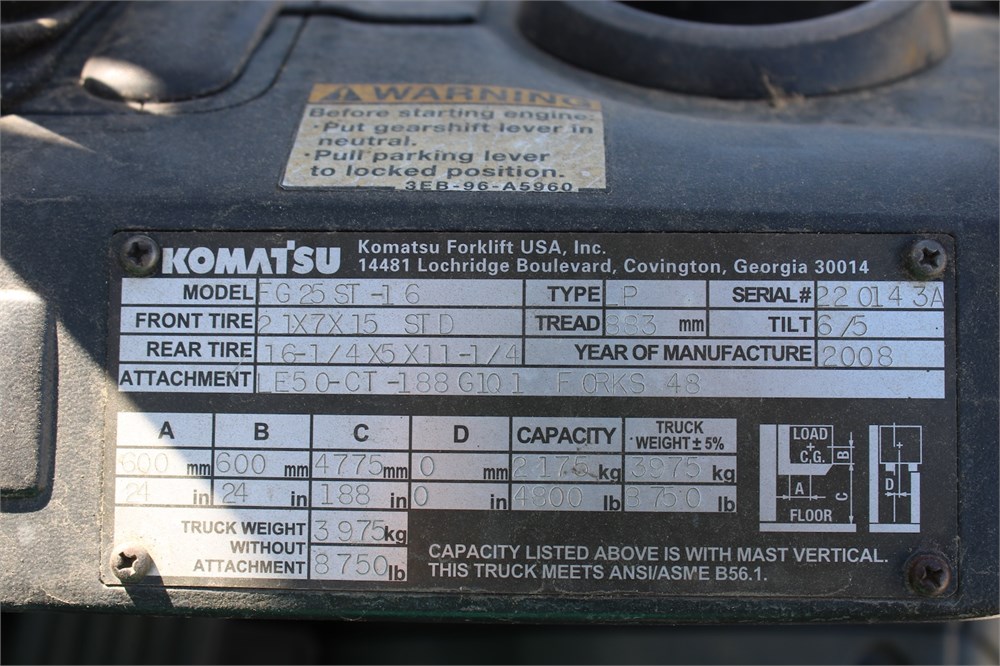 WARNING
Before starting engine.
·Put gearshift lever in
neutral.
·Pull parking lever
to locked position.
3EB-96-A5960
KOMATSU Komatsu Forklift USA, Inc.
14481 Lochridge Boulevard, Covington, Georgia 30014
MODEL FG25ST-16 TYPE LP SERIAL# 220143A
FRONT TIRE 21X7X15 STD TREAD 883 mm TILT 6/5
REAR TIRE 16-1/4X5X11-1/4 YEAR OF MANUFACTURE 2008
ATTACHMENT FORKS 48
A B C D CAPACITY TRUCK WEIGHT ± 5%
600 mm 600 mm 4775 mm 0 mm 2175 kg 3975 kg
24 in 24 in 188 in 0 in 4800 lb 8750 lb
TRUCK WEIGHT WITHOUT ATTACHMENT 3975 kg
8750 lb
LOAD
C.G. B
A C D
FLOOR
CAPACITY LISTED ABOVE IS WITH MAST VERTICAL.
THIS TRUCK MEETS ANSI/ASME B56.1.